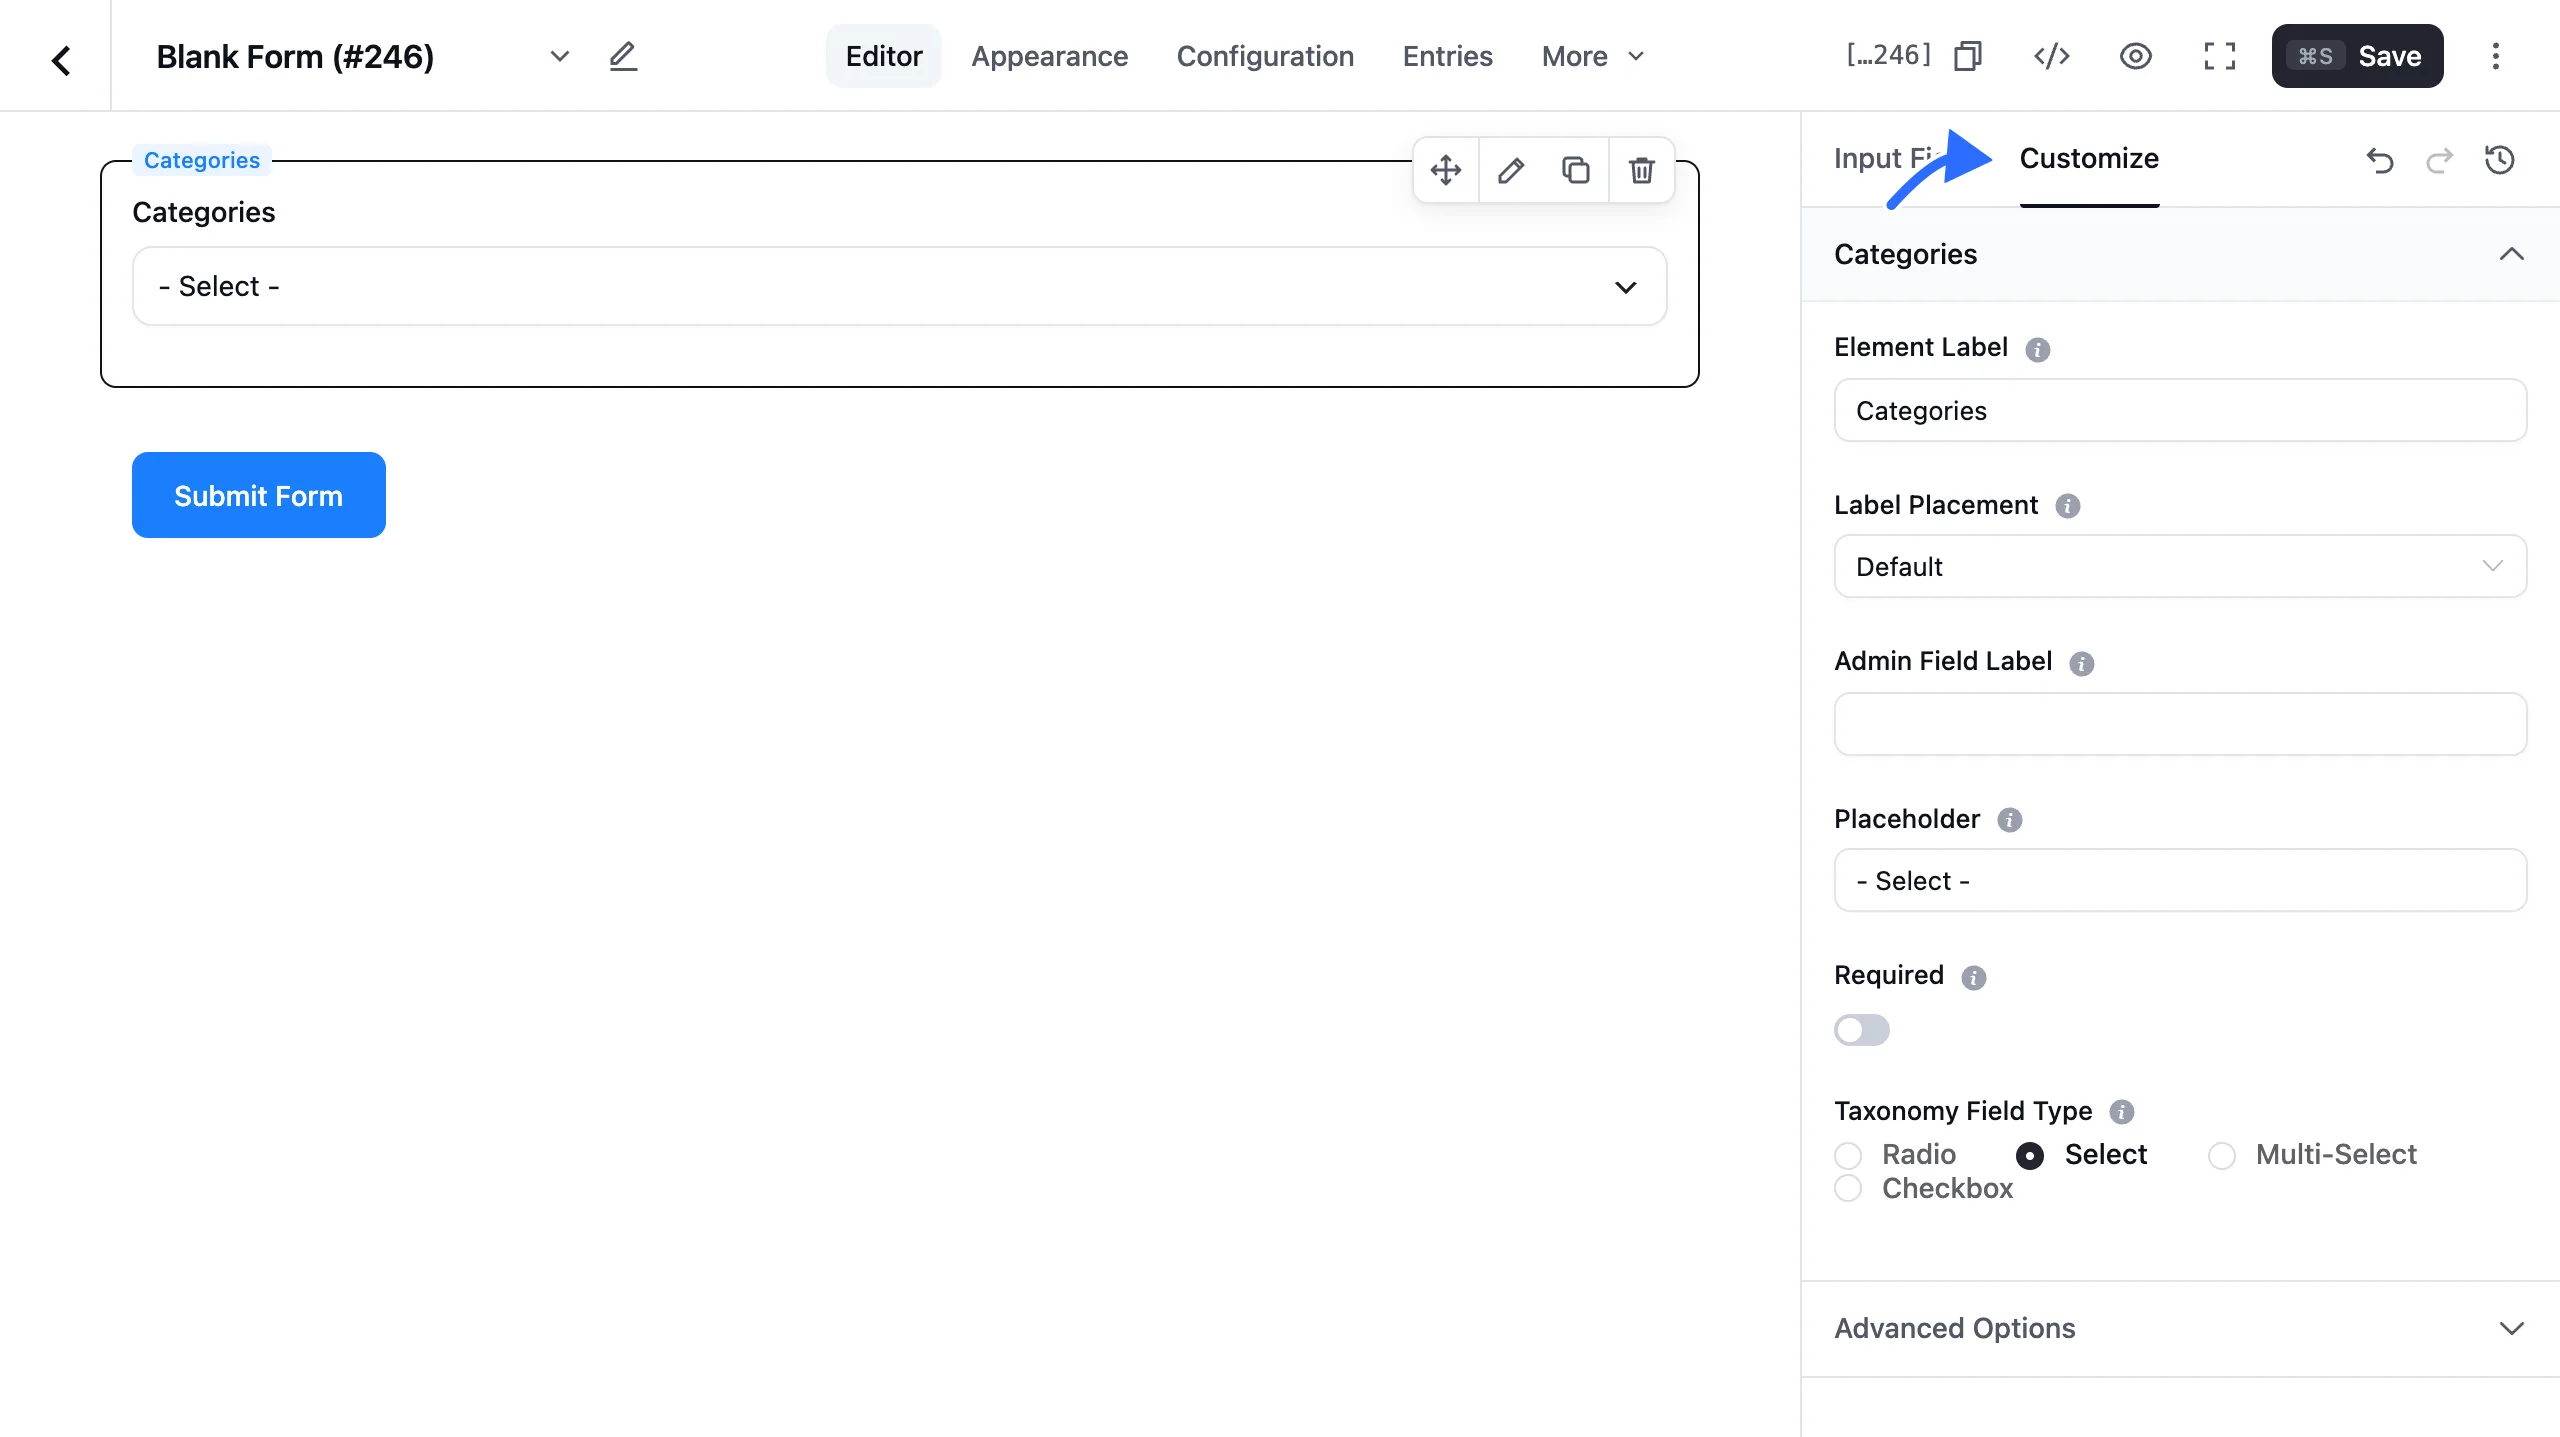 Blank Form (#246)
Editor
Appearance
Configuration
Entries
More
[…246]
</>
⌘S Save
Categories
Categories
- Select -
Submit Form
Input Fi
Customize
Categories
Element Label
Categories
Label Placement
Default
Admin Field Label
Placeholder
- Select -
Required
Taxonomy Field Type
Radio Select Multi-Select
Checkbox
Advanced Options